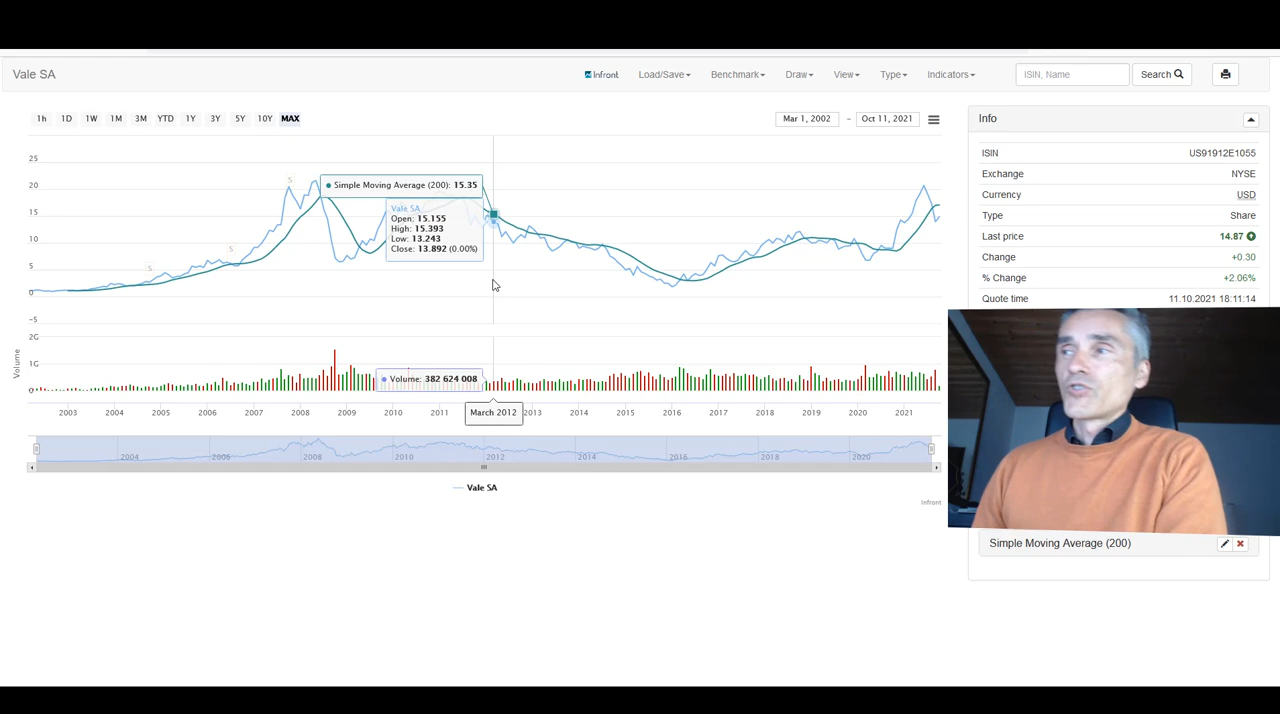 Vale SA
Infront Load/Save Benchmark Draw View Type Indicators ISIN, Name Search
1h 1D 1W 1M 3M YTD 1Y 3Y 5Y 10Y MAX Mar 1, 2002 – Oct 11, 2021
Info
ISIN US91912E1055
Exchange NYSE
Currency USD
Type Share
Last price 14.87
Change +0.30
% Change +2.06%
Quote time 11.10.2021 18:11:14
25
20
15
10
5
0
-5
S
S
S
Simple Moving Average (200): 15.35
Vale SA
Open: 15.155
High: 15.393
Low: 13.243
Close: 13.892 (0.00%)
2G
1G
0
Volume
Volume: 382 624 008
2003 2004 2005 2006 2007 2008 2009 2010 2011 March 2012 2013 2014 2015 2016 2017 2018 2019 2020 2021
2004 2006 2008 2010 2012 2014 2016 2018 2020
Vale SA
Infront
Simple Moving Average (200)